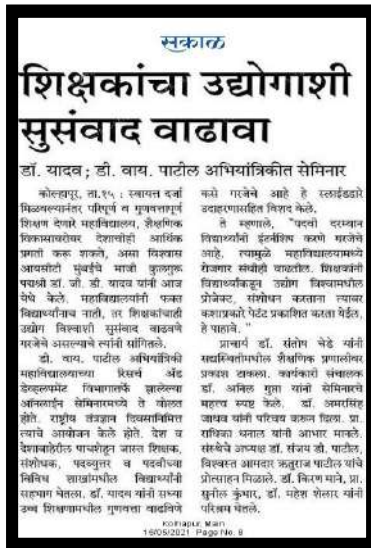 सकाळ
शिक्षकांचा उद्योगाशी
सुसंवाद वाढावा
डॉ. यादव; डी. वाय. पाटील अभियांत्रिकीत सेमिनार
कोल्हापूर, ता.१५ : स्वायत्त दर्जा
मिळवल्यानंतर परिपूर्ण व गुणवत्तापूर्ण
शिक्षण देणारे महाविद्यालय, शैक्षणिक
विकासाबरोबर देशाचीही आर्थिक
प्रगती करू शकते, असा विश्वास
आयसीटी मुंबईचे माजी कुलगुरू
पद्मश्री डॉ. जी. डी. यादव यांनी आज
येथे केले. महाविद्यालयांनी फक्त
विद्यार्थ्यांनाच नाही, तर शिक्षकांचाही
उद्योग विश्वाशी सुसंवाद वाढवणे
गरजेचे असल्याचे त्यांनी सांगितले.
डी. वाय. पाटील अभियांत्रिकी
महाविद्यालयाच्या रिसर्च अँड
डेव्हलपमेंट विभागातर्फे झालेल्या
ऑनलाईन सेमिनारमध्ये ते बोलत
होते. राष्ट्रीय तंत्रज्ञान दिवसानिमित्त
त्याचे आयोजन केले होते. देश व
देशाबाहेरील पाचशेहून जास्त शिक्षक,
संशोधक, पदव्युत्तर व पदवीच्या
विविध शाखांमधील विद्यार्थ्यांनी
सहभाग घेतला. डॉ. यादव यांनी सध्या
उच्च शिक्षणामधील गुणवत्ता वाढविणे
कसे गरजेचे आहे हे स्लाईडद्वारे
उदाहरणासहित विशद केले.
ते म्हणाले, "पदवी दरम्यान
विद्यार्थ्यांनी इंटर्नशिप करणे गरजेचे
आहे. त्यामुळे महाविद्यालयामध्ये
रोजगार संधीही वाढतील. शिक्षकांनी
विद्यार्थ्यांकडून उद्योग विश्वामधील
प्रोजेक्ट, संशोधन करताना त्यावर
कशाप्रकारे पेटंट प्रकाशित करता येईल,
हे पाहावे. "
प्राचार्य डॉ. संतोष चेडे यांनी
सद्यस्थितीमधील शैक्षणिक प्रणालीवर
प्रकाश टाकला. कार्यकारी संचालक
डॉ. अनिल गुप्ता यांनी सेमिनारचे
महत्त्व स्पष्ट केले. डॉ. अमरसिंह
जाधव यांनी परिचय करून दिला. प्रा.
राधिका धनाल यांनी आभार मानले.
संस्थेचे अध्यक्ष डॉ. संजय डी. पाटील,
विश्वस्त आमदार ऋतुराज पाटील यांचे
प्रोत्साहन मिळाले. डॉ. किरण माने, प्रा.
सुनील कुंभार, डॉ. महेश शेलार यांनी
परिश्रम घेतले.
Kolhapur, Main
16/05/2021 Page No. 8